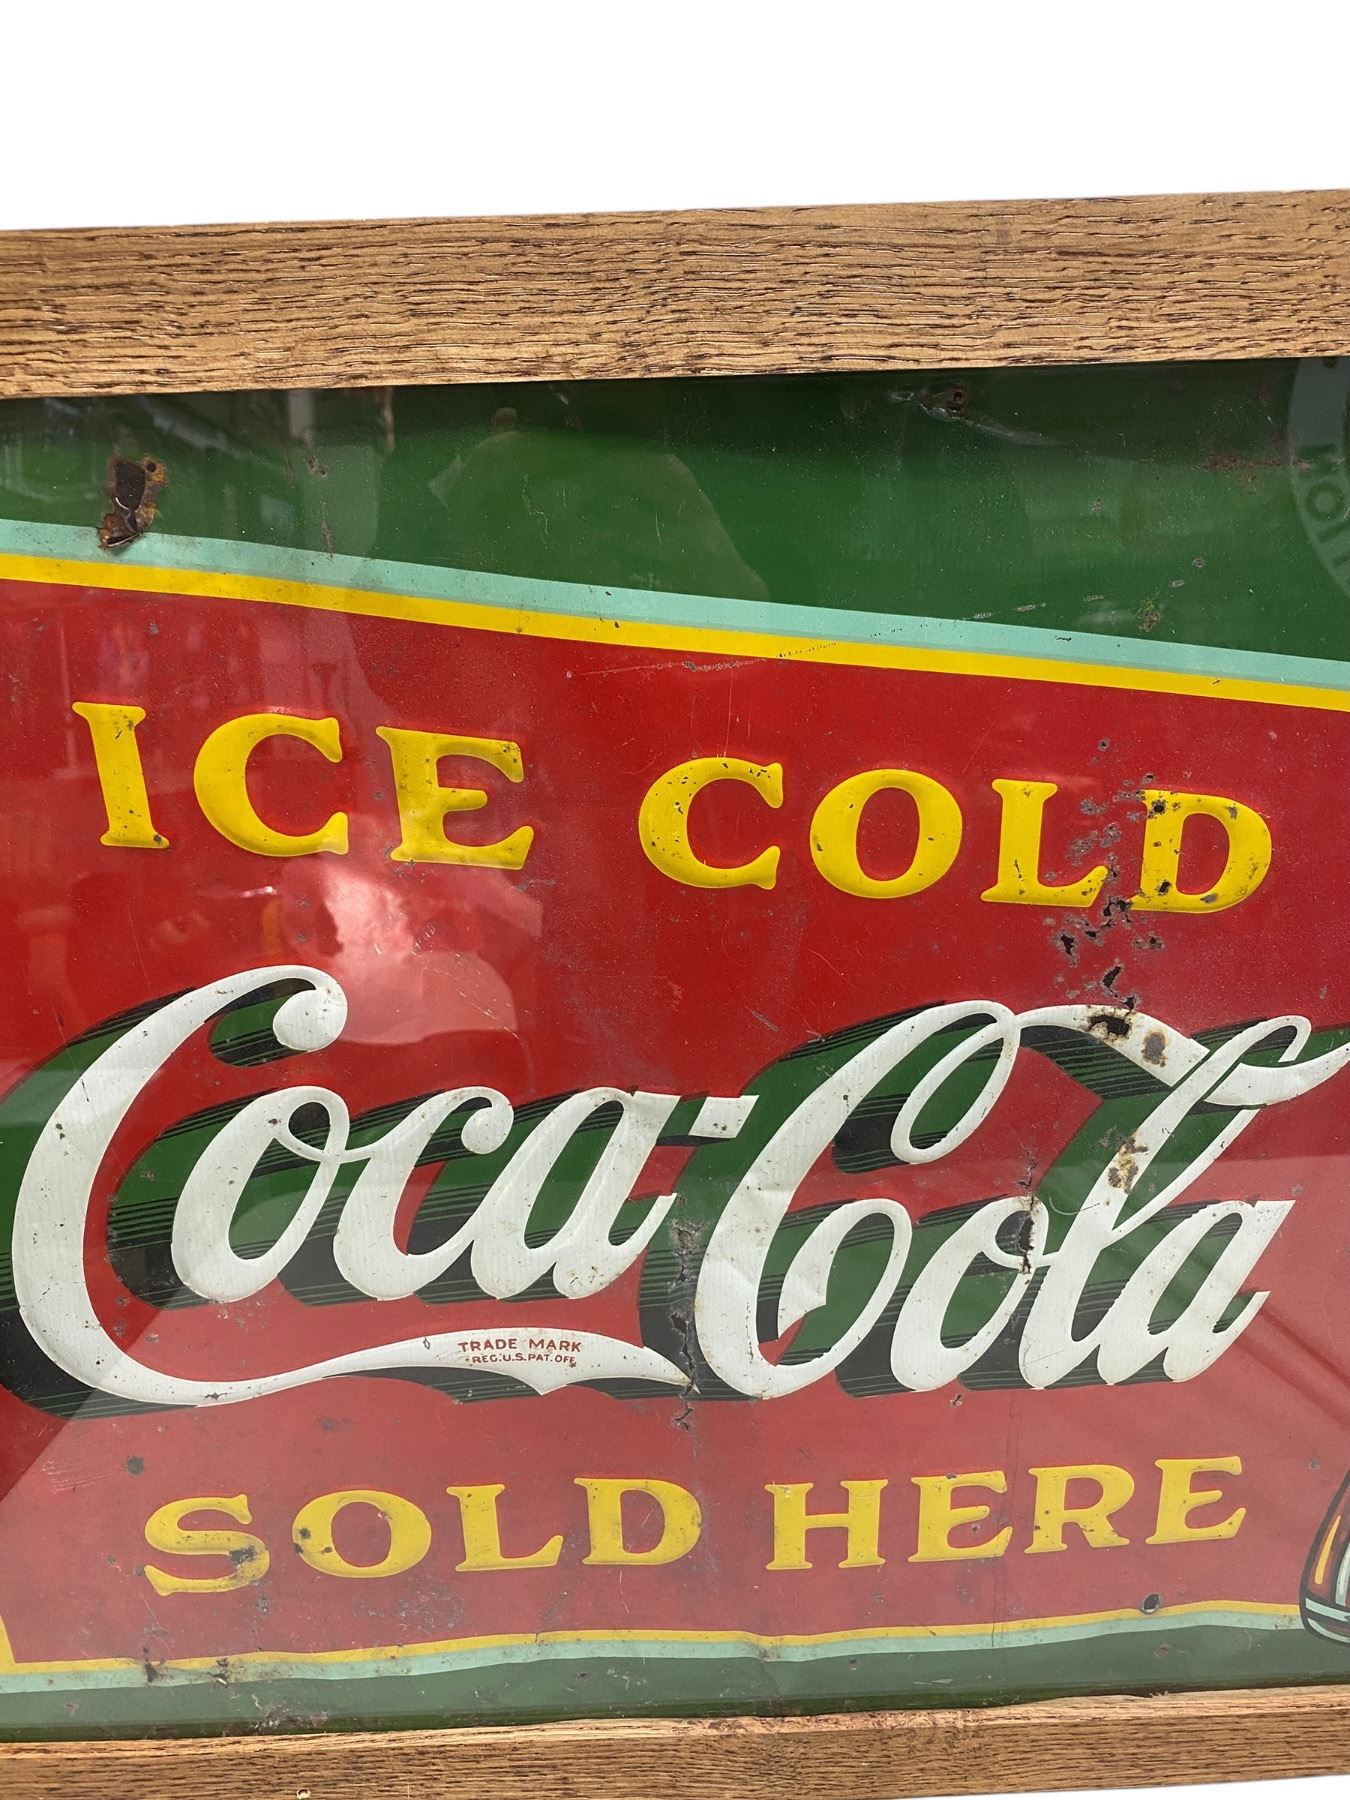 ICE COLD
Coca-Cola
TRADE MARK
REG. U.S. PAT. OFF.
SOLD HERE